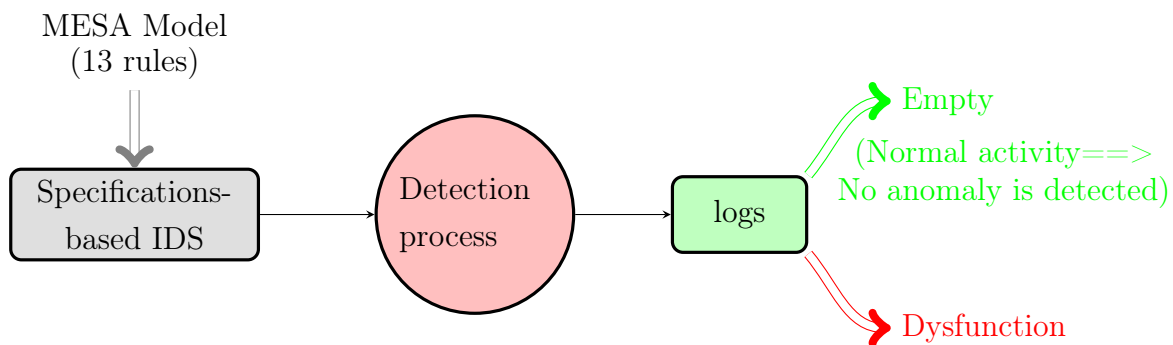 MESA Model
(13 rules)
Specifications-
based IDS
Detection
process
logs
Empty
(Normal activity==>
No anomaly is detected)
Dysfunction